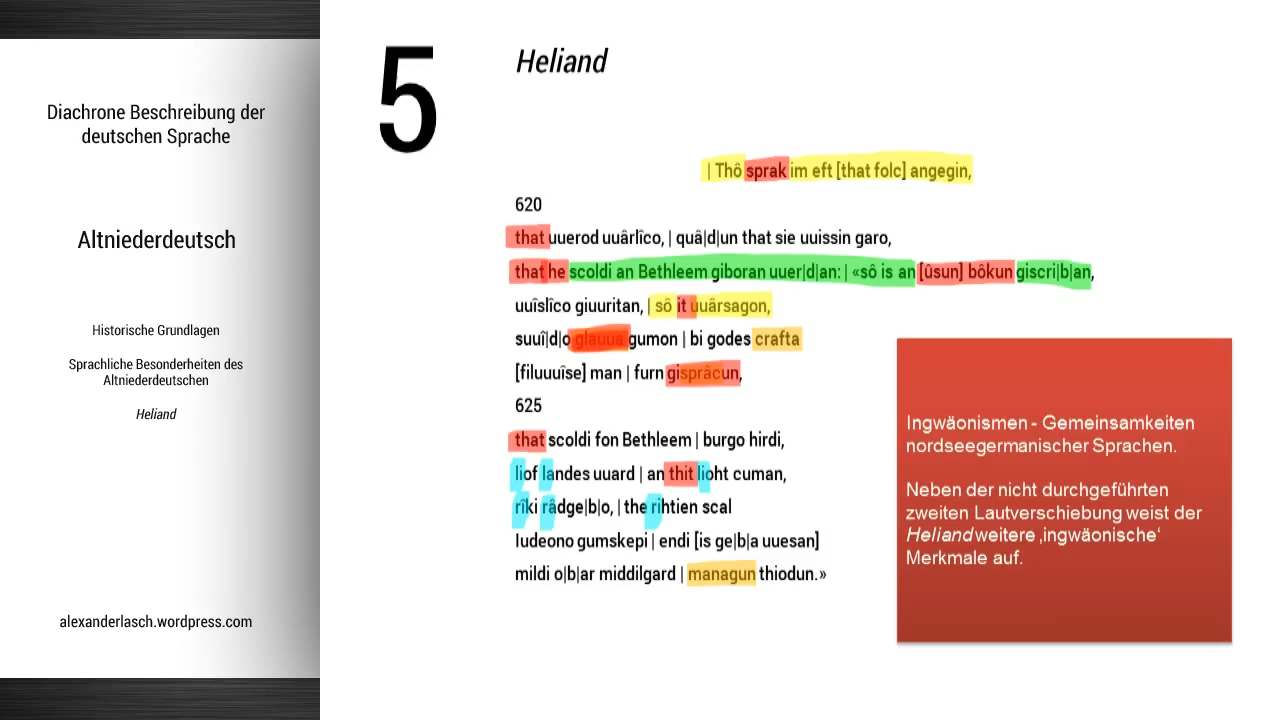 Diachrone Beschreibung der
deutschen Sprache
Altniederdeutsch
Historische Grundlagen
Sprachliche Besonderheiten des
Altniederdeutschen
Heliand
alexanderlasch.wordpress.com
5
Heliand
| Thô sprak im eft [that folc] angegin,
620
that uuerod uuârlîco, | quâ|d|un that sie uuissin garo,
that he scoldi an Bethleem giboran uuer|d|an: | «sô is an [ûsun] bôkun giscri|b|an,
uuîslîco giuuritan, | sô it uuârsagon,
suuî|d|o glauua gumon | bi godes crafta
[filuuuîse] man | furn gisprâcun,
625
that scoldi fon Bethleem | burgo hirdi,
liof landes uuard | an thit lioht cuman,
rîki râdge|b|o, | the rihtien scal
Iudeono gumskepi | endi [is ge|b|a uuesan]
mildi o|b|ar middilgard | managun thiodun.»
Ingwäonismen - Gemeinsamkeiten
nordseegermanischer Sprachen.
Neben der nicht durchgeführten
zweiten Lautverschiebung weist der
Heliand weitere ‚ingwäonische‘
Merkmale auf.